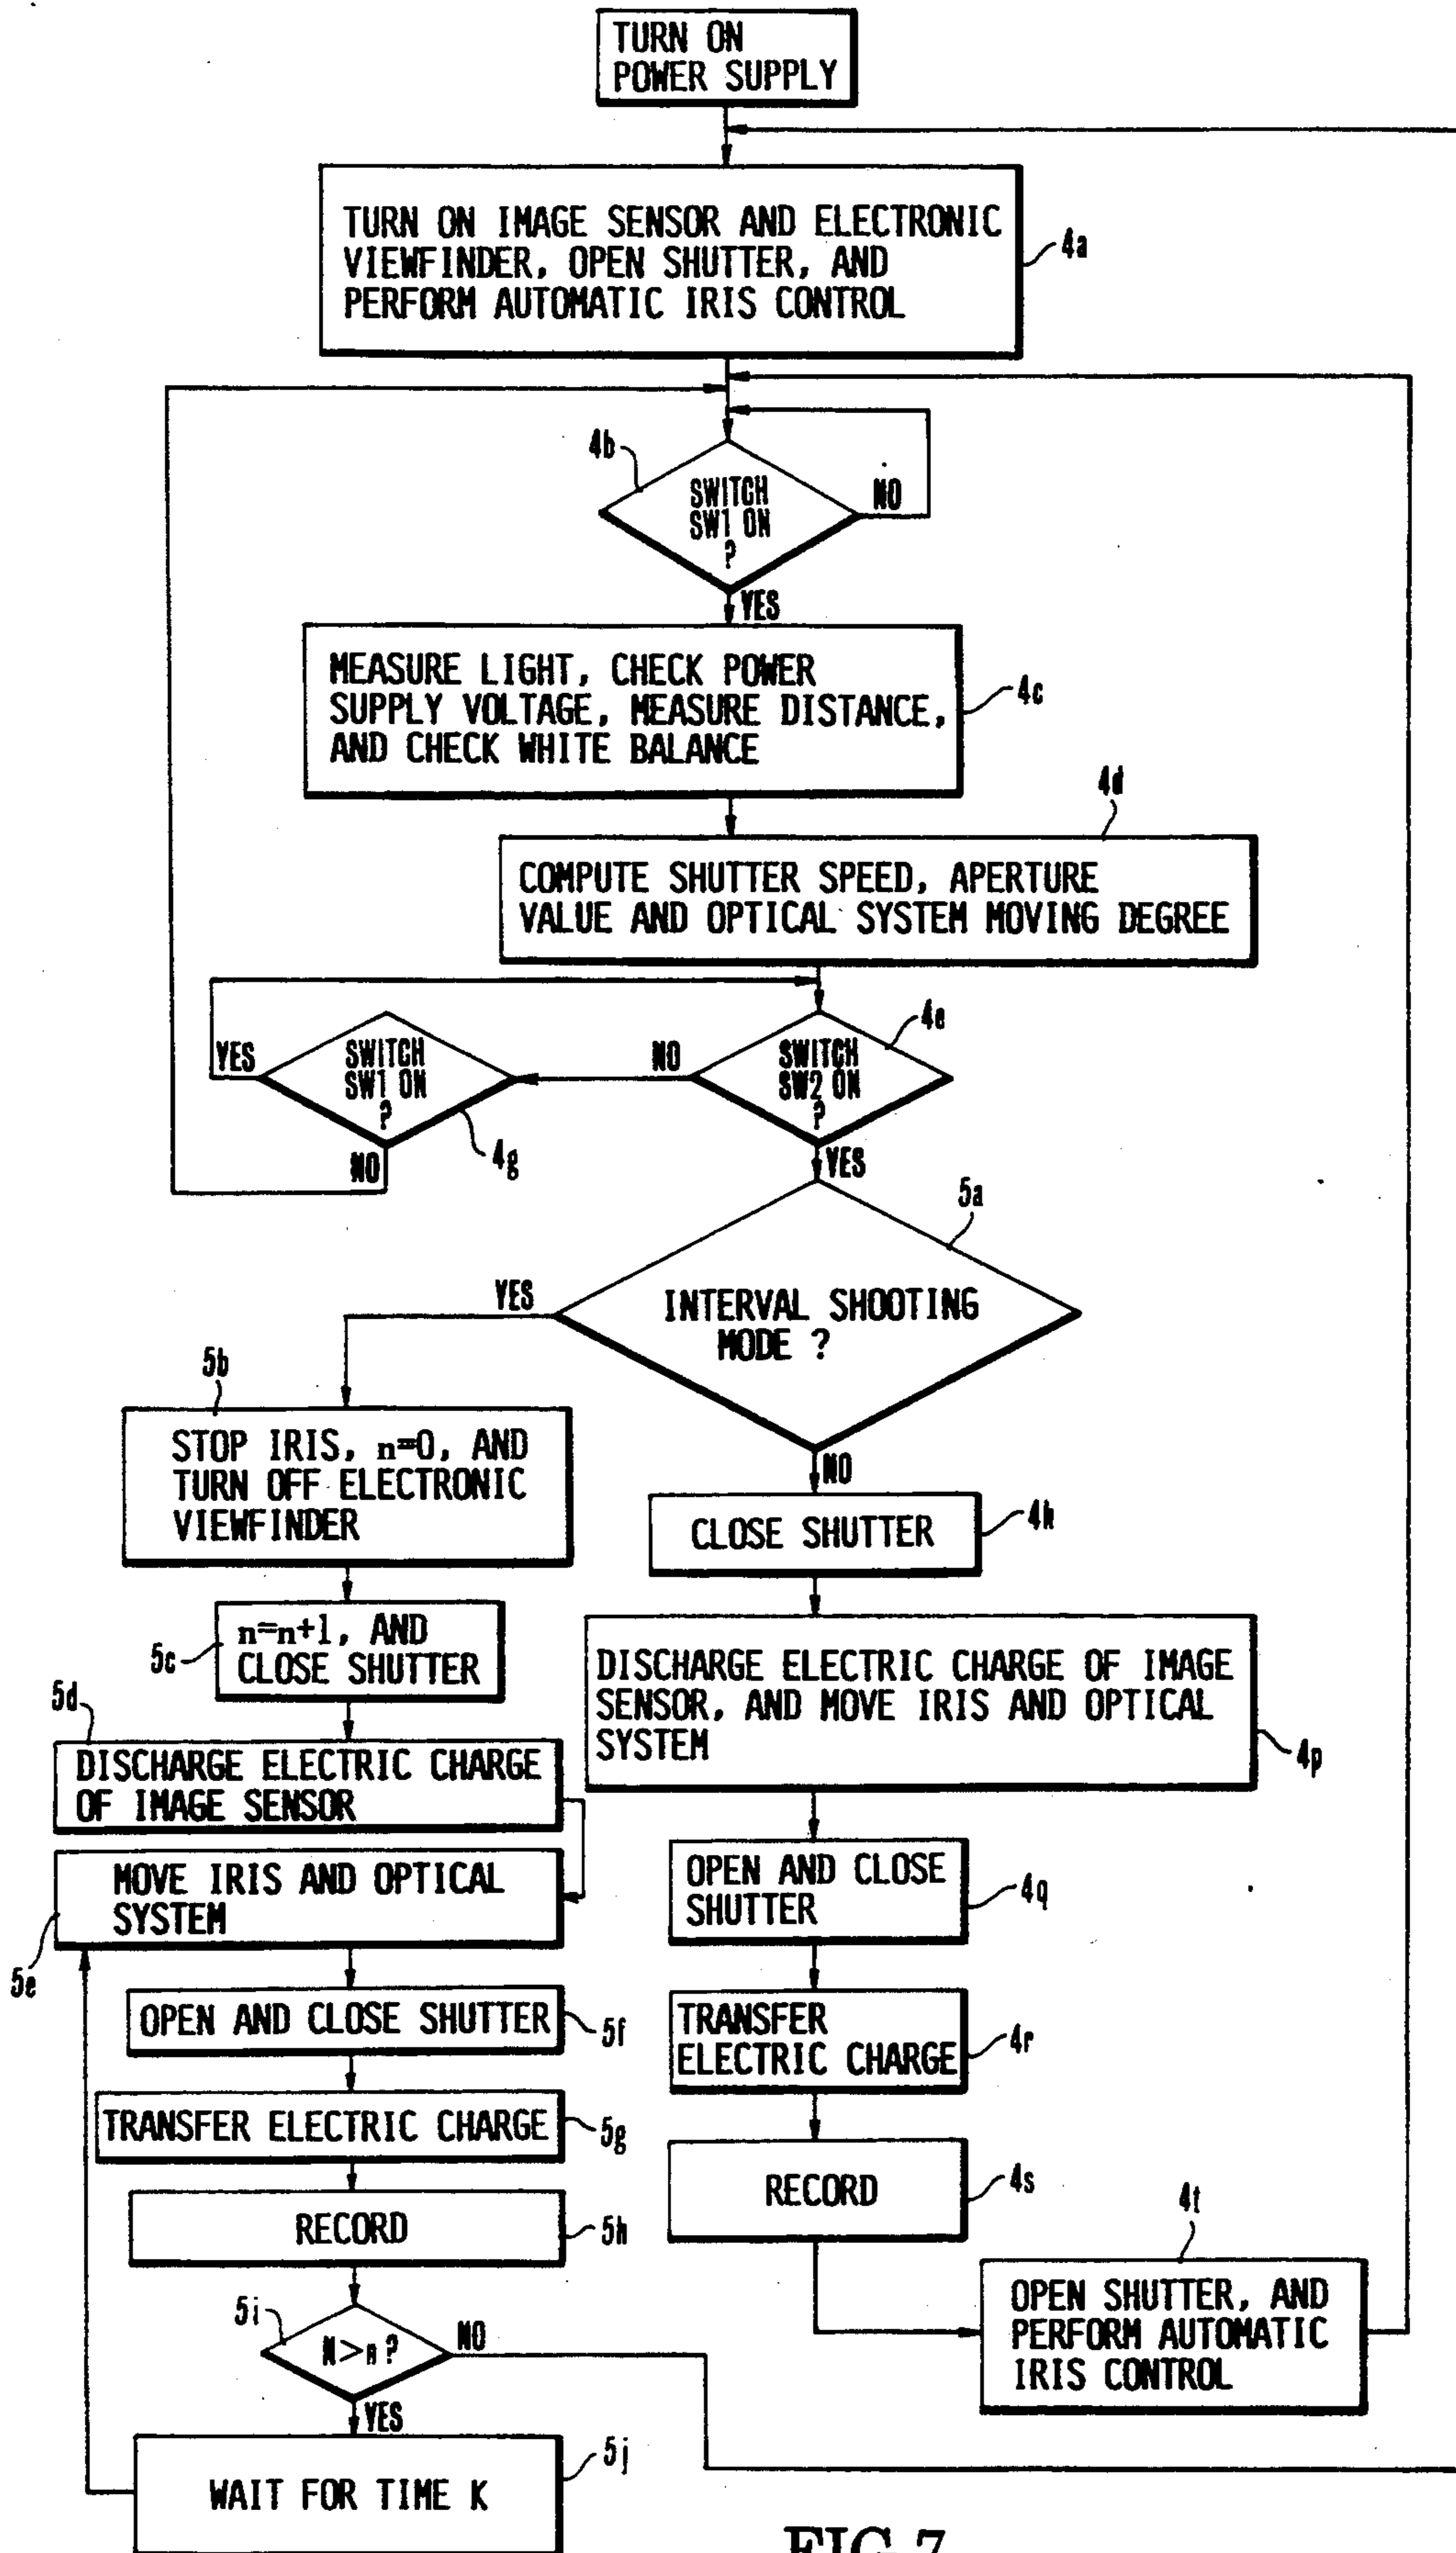 TURN ON
POWER SUPPLY
TURN ON IMAGE SENSOR AND ELECTRONIC
VIEWFINDER, OPEN SHUTTER, AND
PERFORM AUTOMATIC IRIS CONTROL
4a
4b
SWITCH
SW1 ON
?
NO
YES
MEASURE LIGHT, CHECK POWER
SUPPLY VOLTAGE, MEASURE DISTANCE,
AND CHECK WHITE BALANCE
4c
4d
COMPUTE SHUTTER SPEED, APERTURE
VALUE AND OPTICAL SYSTEM MOVING DEGREE
4e
SWITCH
SW2 ON
?
NO
YES
SWITCH
SW1 ON
?
YES
NO
4g
5a
INTERVAL SHOOTING
MODE ?
YES
NO
5b
STOP IRIS, n=0, AND
TURN OFF ELECTRONIC
VIEWFINDER
CLOSE SHUTTER
4h
5c
n=n+1, AND
CLOSE SHUTTER
DISCHARGE ELECTRIC CHARGE OF IMAGE
SENSOR, AND MOVE IRIS AND OPTICAL
SYSTEM
4p
5d
DISCHARGE ELECTRIC CHARGE
OF IMAGE SENSOR
MOVE IRIS AND OPTICAL
SYSTEM
5e
OPEN AND CLOSE
SHUTTER
4q
OPEN AND CLOSE SHUTTER
5f
TRANSFER
ELECTRIC CHARGE
4r
TRANSFER ELECTRIC CHARGE
5g
RECORD
4s
RECORD
5h
4t
OPEN SHUTTER, AND
PERFORM AUTOMATIC
IRIS CONTROL
5i
N>n ?
NO
YES
WAIT FOR TIME K
5j
FIG.7